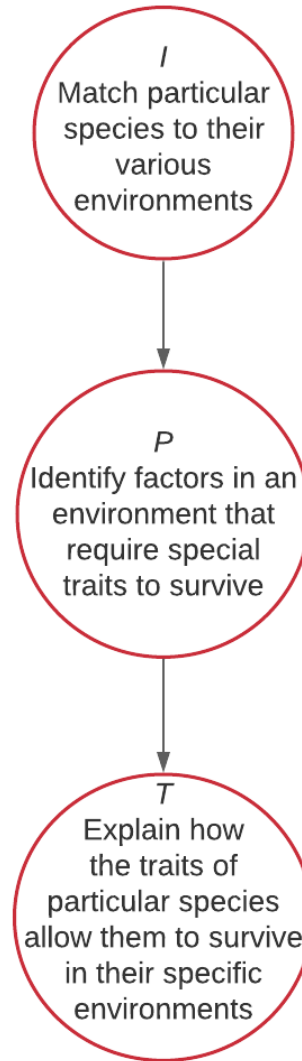 I
Match particular
species to their
various
environments
P
Identify factors in an
environment that
require special
traits to survive
T
Explain how
the traits of
particular species
allow them to survive
in their specific
environments